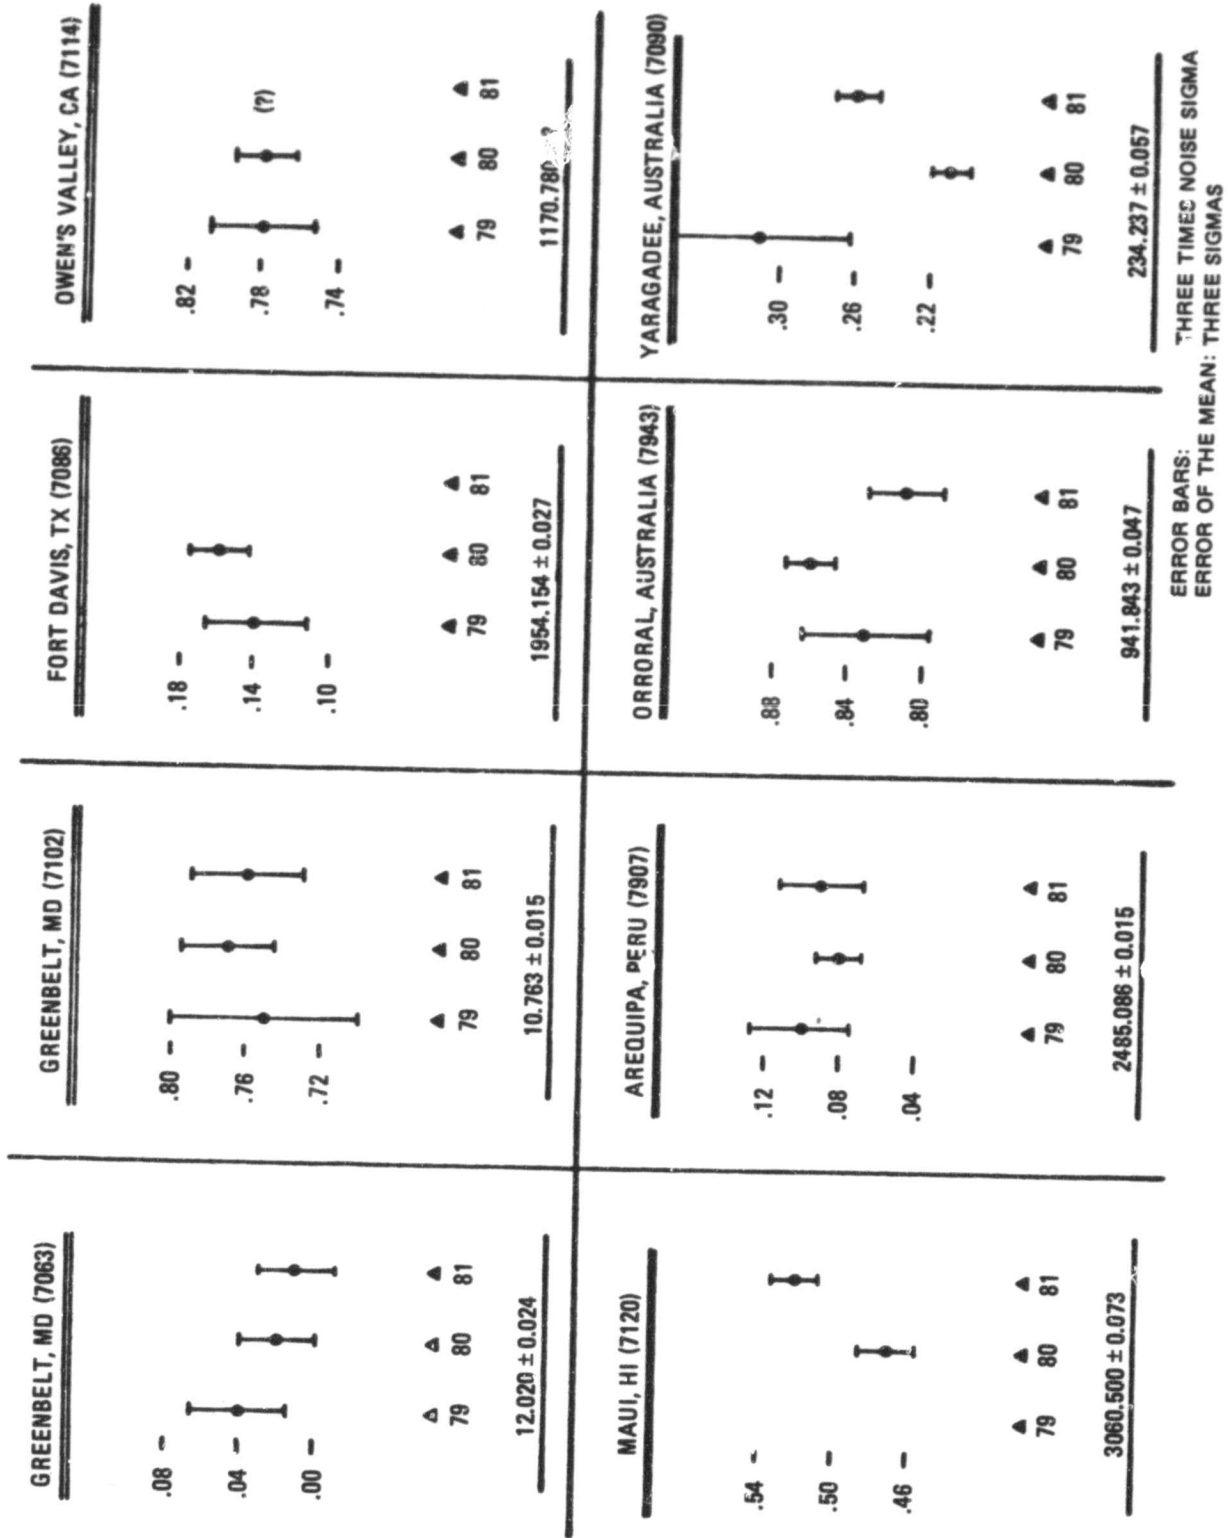 GREENBELT, MD (7063)
.08
.04
.00
79 80 81
12.020 ± 0.024
GREENBELT, MD (7102)
.80
.76
.72
79 80 81
10.763 ± 0.015
FORT DAVIS, TX (7086)
.18
.14
.10
79 80 81
1954.154 ± 0.027
OWEN'S VALLEY, CA (7114)
.82
.78
.74
(?)
79 80 81
1170.780 ?
MAUI, HI (7120)
.54
.50
.46
79 80 81
3060.500 ± 0.073
AREQUIPA, PERU (7907)
.12
.08
.04
79 80 81
2485.086 ± 0.015
ORRORAL, AUSTRALIA (7943)
.88
.84
.80
79 80 81
941.843 ± 0.047
YARAGADEE, AUSTRALIA (7090)
.30
.26
.22
79 80 81
234.237 ± 0.057
ERROR BARS: THREE TIMES NOISE SIGMA
ERROR OF THE MEAN: THREE SIGMAS